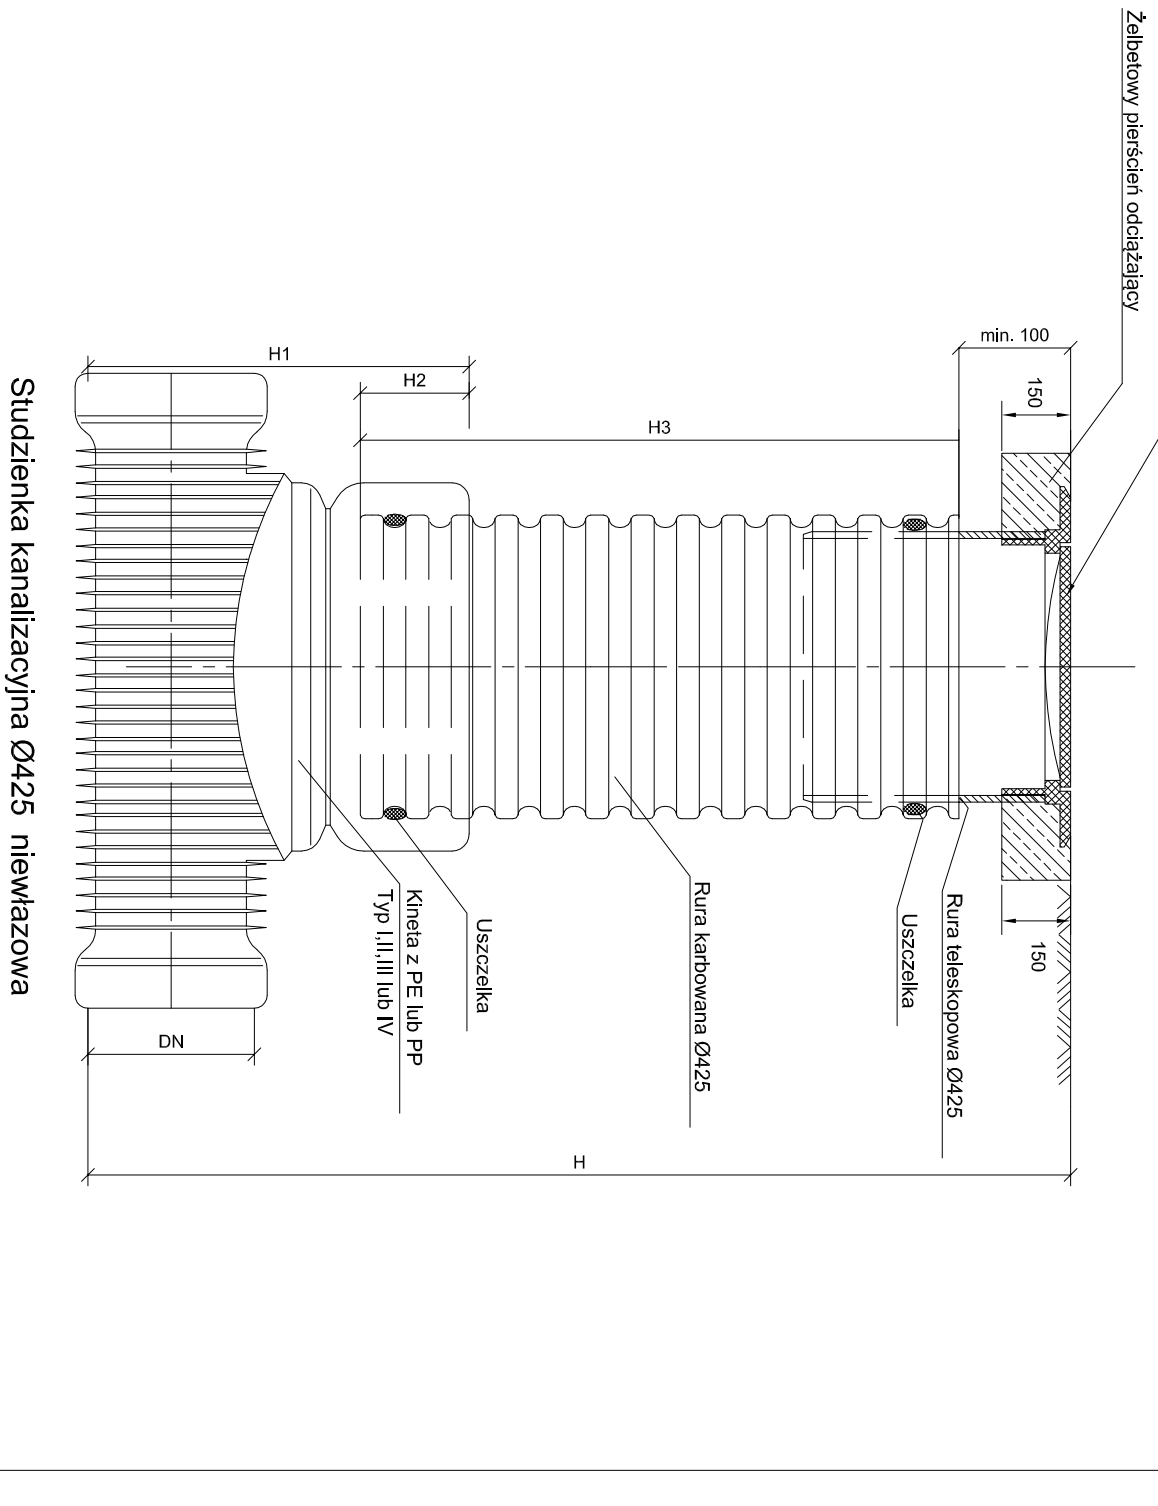 Żelbetowy pierścień odciążający
min. 100
150
150
H1
H2
H3
Rura teleskopowa Ø425
Uszczelka
Rura karbowana Ø425
Uszczelka
Kineta z PE lub PP
Typ I,II,III lub IV
DN
H
Studzienka kanalizacyjna Ø425 niewłazowa